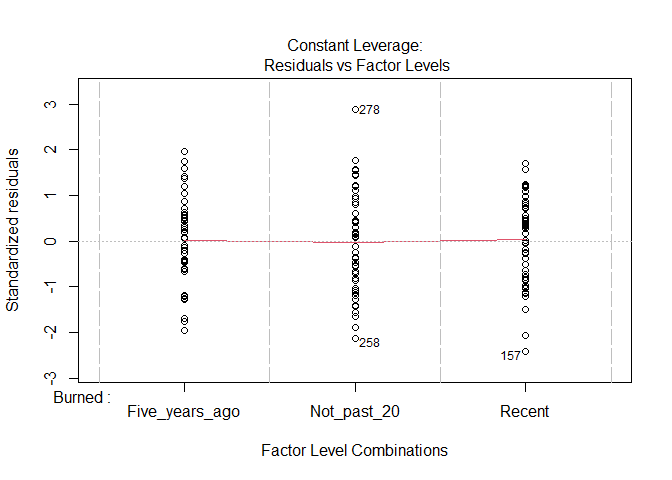 Constant Leverage:
Residuals vs Factor Levels
Standardized residuals
3
2
1
0
-1
-2
-3
278
258
157
Burned :
Five_years_ago
Not_past_20
Recent
Factor Level Combinations